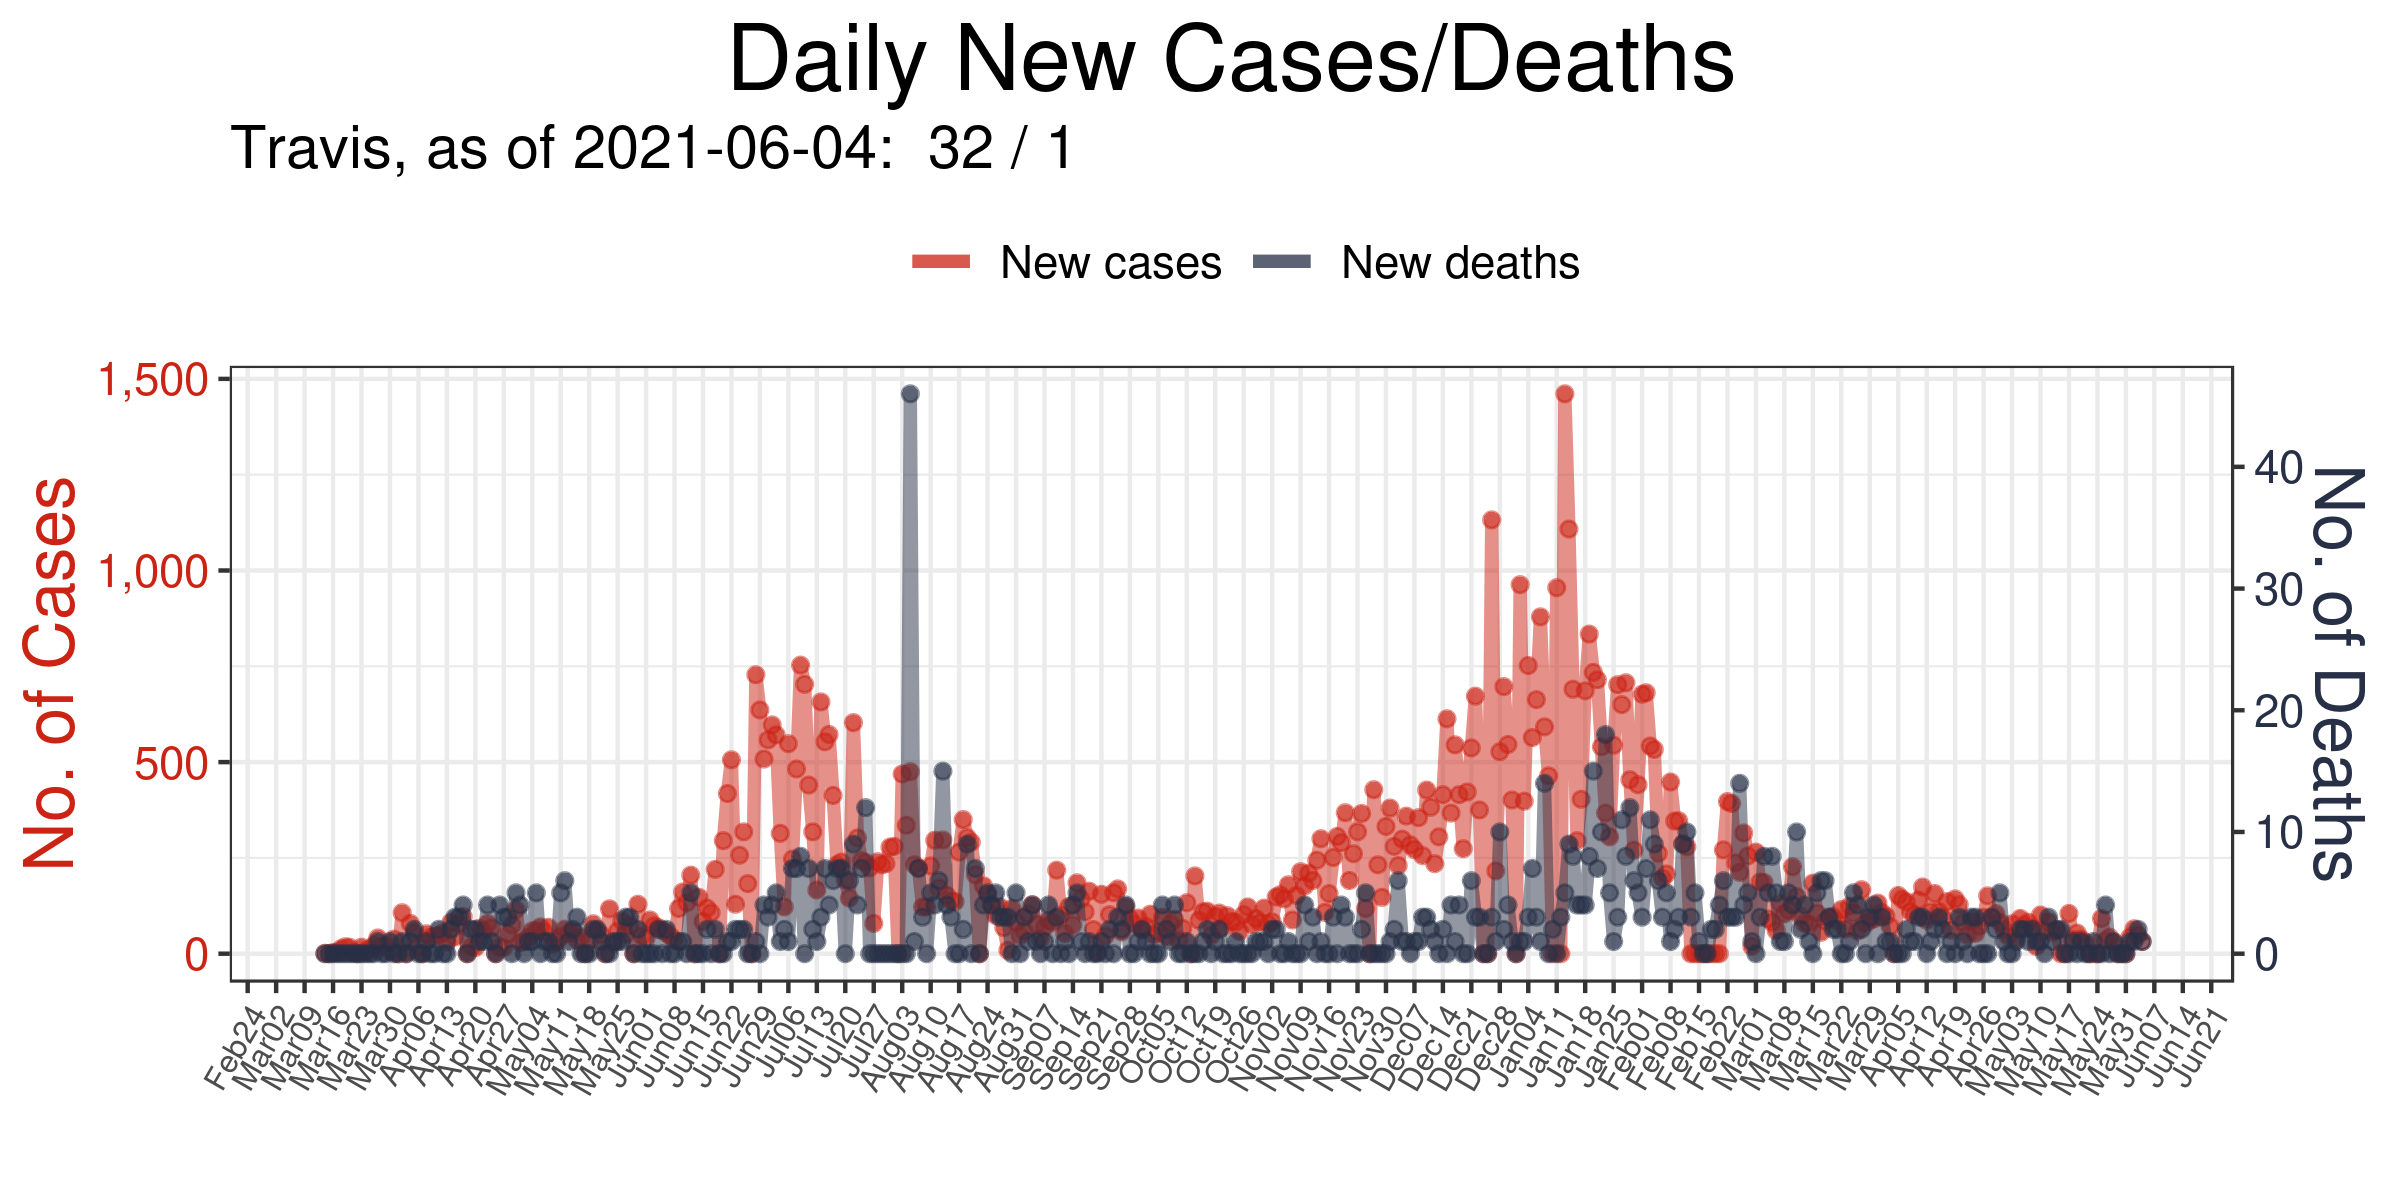 Daily New Cases/Deaths
Travis, as of 2021-06-04:  32 / 1
New cases
New deaths
No. of Cases
1,500
1,000
500
0
40
30
20
10
0
No. of Deaths
Feb24
Mar02
Mar09
Mar16
Mar23
Mar30
Apr06
Apr13
Apr20
Apr27
May04
May11
May18
May25
Jun01
Jun08
Jun15
Jun22
Jun29
Jul06
Jul13
Jul20
Jul27
Aug03
Aug10
Aug17
Aug24
Aug31
Sep07
Sep14
Sep21
Sep28
Oct05
Oct12
Oct19
Oct26
Nov02
Nov09
Nov16
Nov23
Nov30
Dec07
Dec14
Dec21
Dec28
Jan04
Jan11
Jan18
Jan25
Feb01
Feb08
Feb15
Feb22
Mar01
Mar08
Mar15
Mar22
Mar29
Apr05
Apr12
Apr19
Apr26
May03
May10
May17
May24
May31
Jun07
Jun14
Jun21